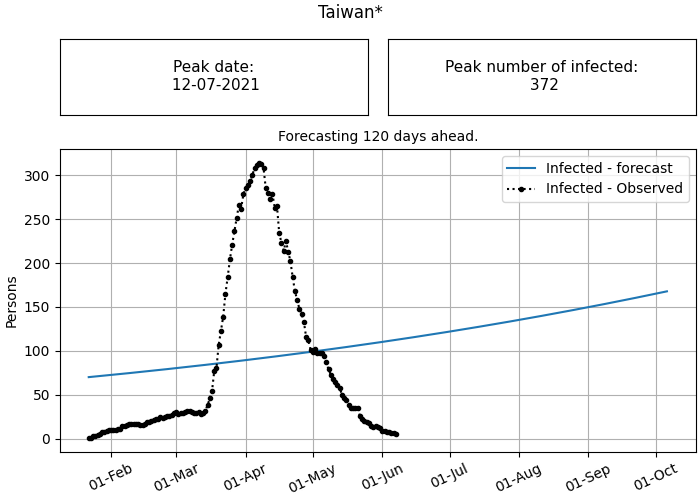 Taiwan*
Peak date:
12-07-2021
Peak number of infected:
372
Forecasting 120 days ahead.
Infected - forecast
Infected - Observed
Persons
300
250
200
150
100
50
0
01-Feb
01-Mar
01-Apr
01-May
01-Jun
01-Jul
01-Aug
01-Sep
01-Oct